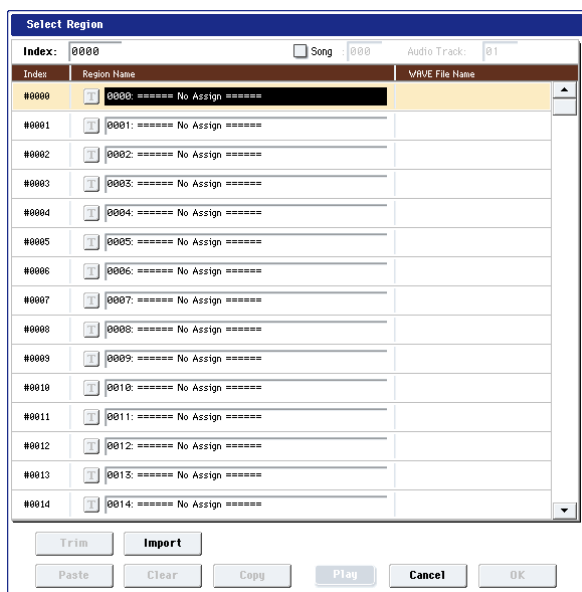 Select Region
Index: 0000 Song : 000 Audio Track: 01
Index Region Name WAVE File Name
#0000 T 0000: ====== No Assign ======
#0001 T 0001: ====== No Assign ======
#0002 T 0002: ====== No Assign ======
#0003 T 0003: ====== No Assign ======
#0004 T 0004: ====== No Assign ======
#0005 T 0005: ====== No Assign ======
#0006 T 0006: ====== No Assign ======
#0007 T 0007: ====== No Assign ======
#0008 T 0008: ====== No Assign ======
#0009 T 0009: ====== No Assign ======
#0010 T 0010: ====== No Assign ======
#0011 T 0011: ====== No Assign ======
#0012 T 0012: ====== No Assign ======
#0013 T 0013: ====== No Assign ======
#0014 T 0014: ====== No Assign ======
Trim Import
Paste Clear Copy Play Cancel OK